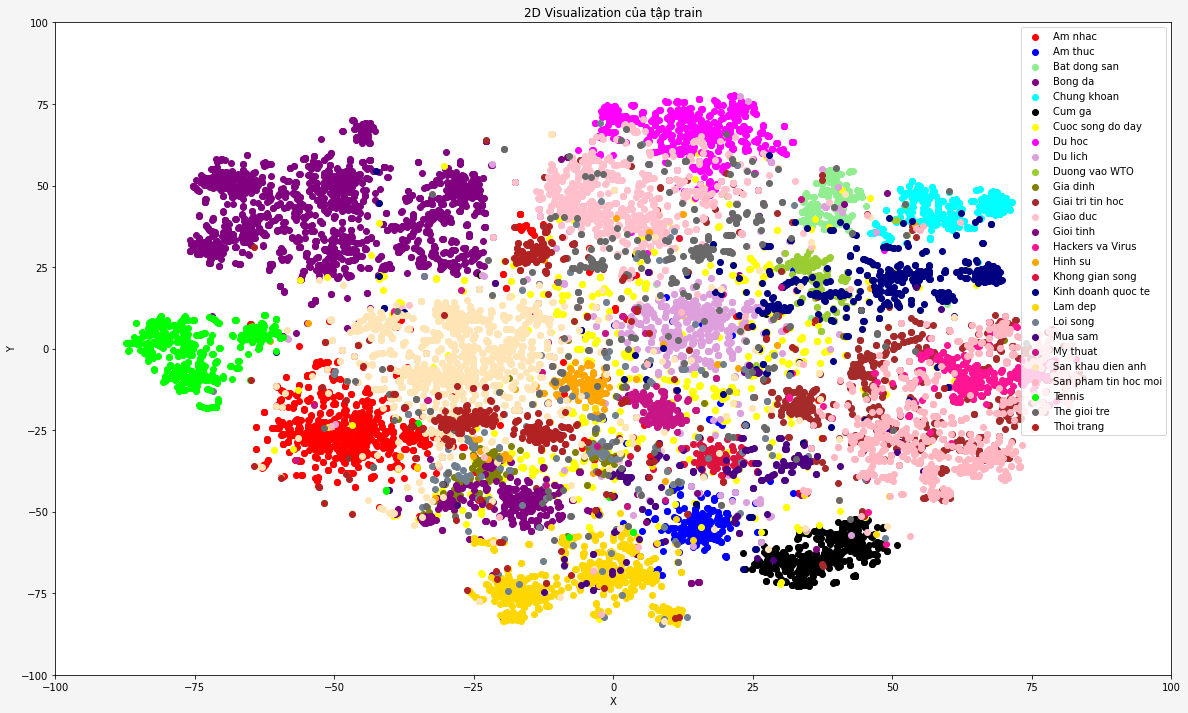 2D Visualization của tập train
100
75
50
25
0
−25
−50
−75
−100
Y
−100
−75
−50
−25
0
25
50
75
100
X
Am nhac
Am thuc
Bat dong san
Bong da
Chung khoan
Cum ga
Cuoc song do day
Du hoc
Du lich
Duong vao WTO
Gia dinh
Giai tri tin hoc
Giao duc
Gioi tinh
Hackers va Virus
Hinh su
Khong gian song
Kinh doanh quoc te
Lam dep
Loi song
Mua sam
My thuat
San khau dien anh
San pham tin hoc moi
Tennis
The gioi tre
Thoi trang